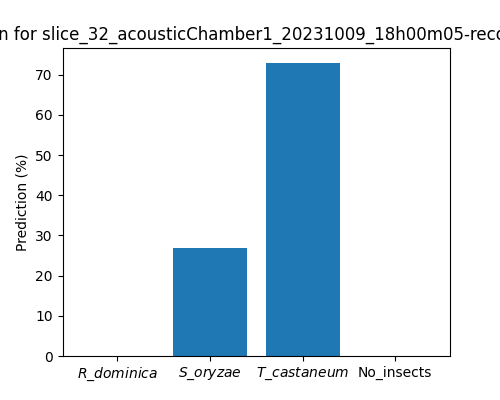 n for slice_32_acousticChamber1_20231009_18h00m05-reco
70
60
50
40
30
20
10
0
Prediction (%)
R_dominica S_oryzae T_castaneum No_insects